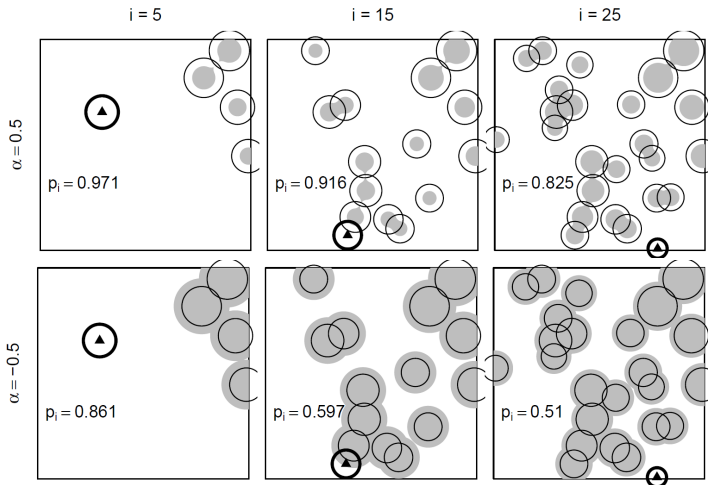 i = 5
i = 15
i = 25
α = 0.5
pᵢ = 0.971
pᵢ = 0.916
pᵢ = 0.825
α = −0.5
pᵢ = 0.861
pᵢ = 0.597
pᵢ = 0.51